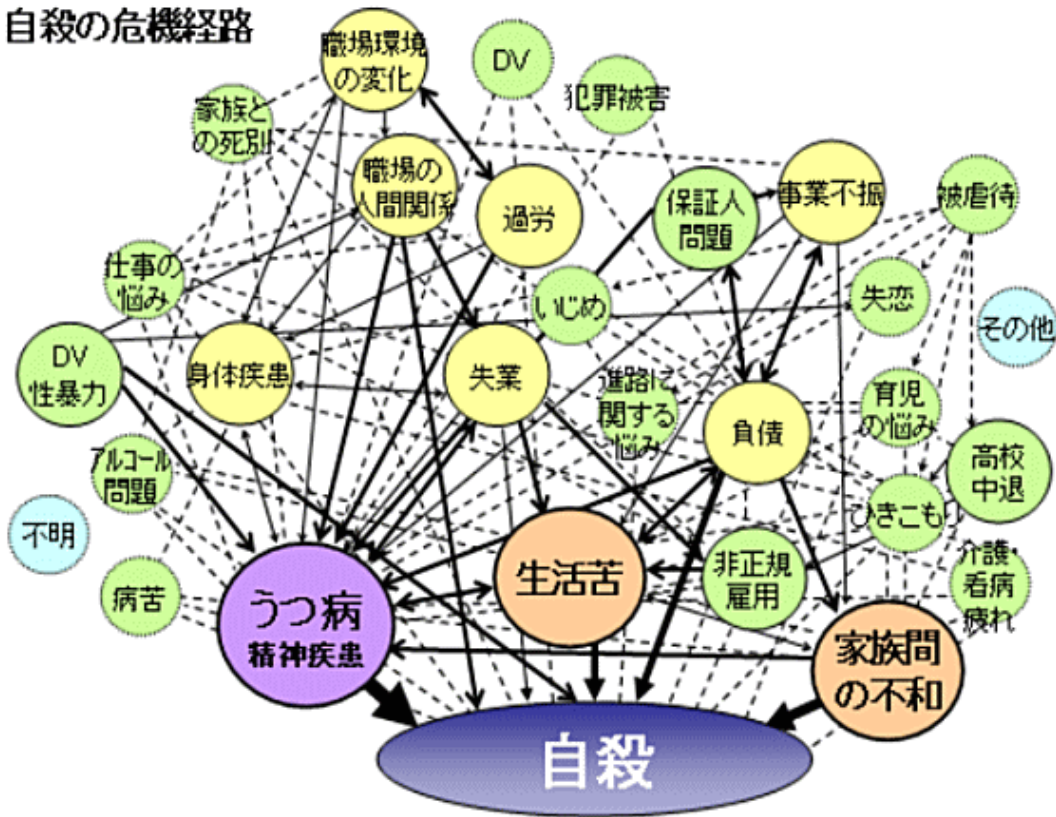 自殺の危機経路
職場環境
の変化
DV
犯罪被害
家族と
の死別
職場の
人間関係
過労
保証人
問題
事業不振
被虐待
仕事の
悩み
いじめ
失恋
その他
DV
性暴力
身体疾患
失業
進路に
関する
悩み
負債
育児
の悩み
アルコール
問題
高校
中退
不明
ひきこもり
病苦
うつ病
精神疾患
生活苦
非正規
雇用
介護・
看病
疲れ
家族間
の不和
自殺